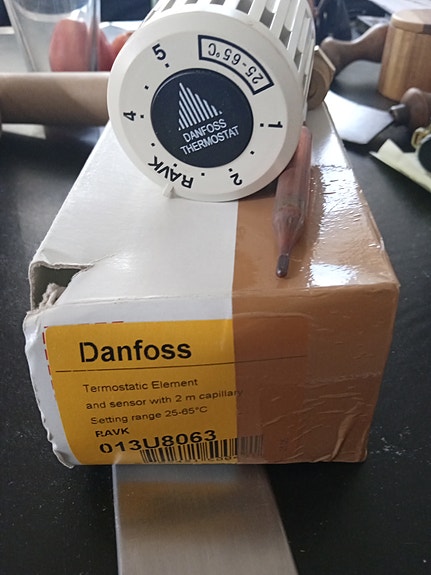 5
25-65°C
4
1
DANFOSS
THERMOSTAT
RAVK
2
Danfoss
Termostatic Element
and sensor with 2 m capillary
Setting range 25-65°C
RAVK
013U8063